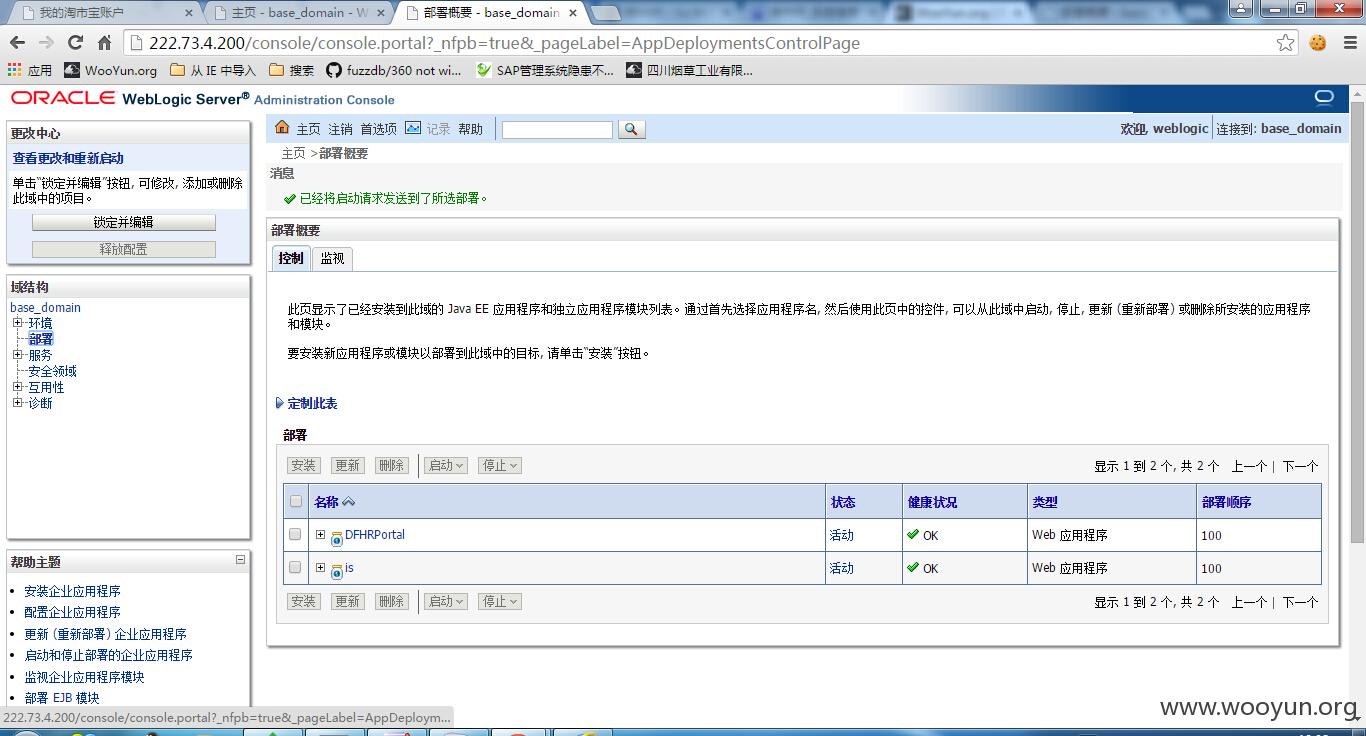 我的淘市宝账户
主页 - base_domain - W
部署概要 - base_domain
222.73.4.200/console/console.portal?_nfpb=true&_pageLabel=AppDeploymentsControlPage
应用 WooYun.org 从 IE 中导入 搜索 fuzzdb/360 not wi... SAP管理系统隐患不... 四川烟草工业有限...
ORACLE WebLogic Server® Administration Console
更改中心
查看更改和重新启动
单击“锁定并编辑”按钮, 可修改, 添加或删除
此域中的项目。
锁定并编辑
释放配置
域结构
base_domain
环境
部署
服务
安全领域
互用性
诊断
帮助主题
安装企业应用程序
配置企业应用程序
更新 (重新部署) 企业应用程序
启动和停止部署的企业应用程序
监视企业应用程序模块
部署 EJB 模块
主页 注销 首选项 记录 帮助
欢迎, weblogic 连接到: base_domain
主页 >部署概要
消息
已经将启动请求发送到了所选部署。
部署概要
控制 监视
此页显示了已经安装到此域的 Java EE 应用程序和独立应用程序模块列表。通过首先选择应用程序名, 然后使用此页中的控件, 可以从此域中启动, 停止, 更新 (重新部署) 或删除所安装的应用程序
和模块。
要安装新应用程序或模块以部署到此域中的目标, 请单击“安装”按钮。
定制此表
部署
安装 更新 删除 启动 停止 显示 1 到 2 个, 共 2 个 上一个 | 下一个
名称 状态 健康状况 类型 部署顺序
DFHRPortal 活动 OK Web 应用程序 100
is 活动 OK Web 应用程序 100
安装 更新 删除 启动 停止 显示 1 到 2 个, 共 2 个 上一个 | 下一个
222.73.4.200/console/console.portal?_nfpb=true&_pageLabel=AppDeploym...
www.wooyun.org